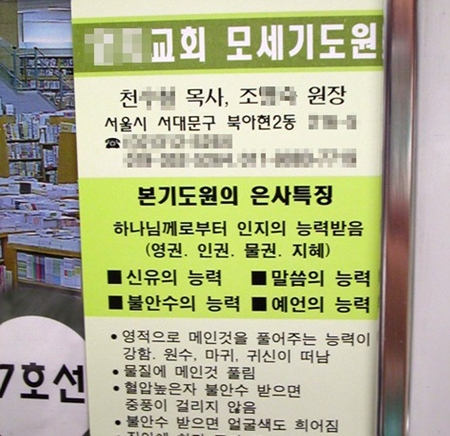 교회 모세기도원
천 목사, 조 원장
서울시 서대문구 북아현2동
☎
본기도원의 은사특징
하나님께로부터 인지의 능력받음
(영권. 인권. 물권. 지혜)
■신유의 능력 ■말씀의 능력
■불안수의 능력 ■예언의 능력
• 영적으로 메인것을 풀어주는 능력이
강함. 원수, 마귀, 귀신이 떠남
• 물질에 메인것 풀림
• 혈압높은자 불안수 받으면
중풍이 걸리지 않음
• 불안수 받으면 얼굴색도 희어짐
7호선